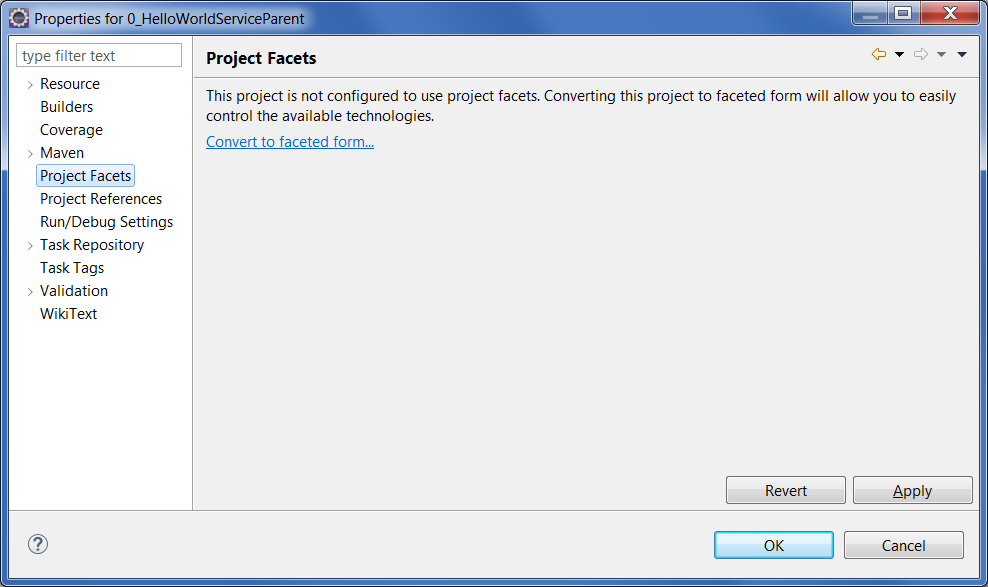 Properties for 0_HelloWorldServiceParent
type filter text
Resource
Builders
Coverage
Maven
Project Facets
Project References
Run/Debug Settings
Task Repository
Task Tags
Validation
WikiText
Project Facets
This project is not configured to use project facets. Converting this project to faceted form will allow you to easily
control the available technologies.
Convert to faceted form...
Revert
Apply
?
OK
Cancel